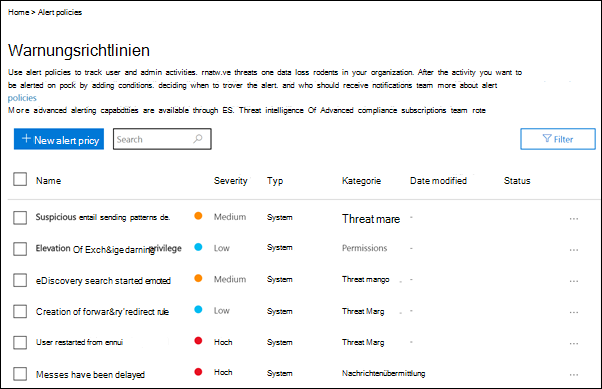 Home > Alert policies
Warnungsrichtlinien
Use alert policies to track user and admin activities. rnatw.ve threats one data loss rodents in your organization. After the activity you want to
be alerted on pock by adding conditions. deciding when to trover the alert. and who should receive notifications team more about alert
policies
More advanced alerting capabdtties are available through ES. Threat intelligence Of Advanced compliance subscriptions team rote
+ New alert pricy Search Filter
Name Severity Typ Kategorie Date modified Status
Suspicious entail sending patterns de. Medium System Threat mare - ...
Elevation Of Exch&ige darning privilege Low System Permissions - ...
eDiscovery search started emoted Medium System Threat mango . - ...
Creation of forwar&ry'redirect rule Low System Threat Marg - ...
User restarted from ennui Hoch System Threat Marg - ...
Messes have been delayed Hoch System Nachrichtenübermittlung ...